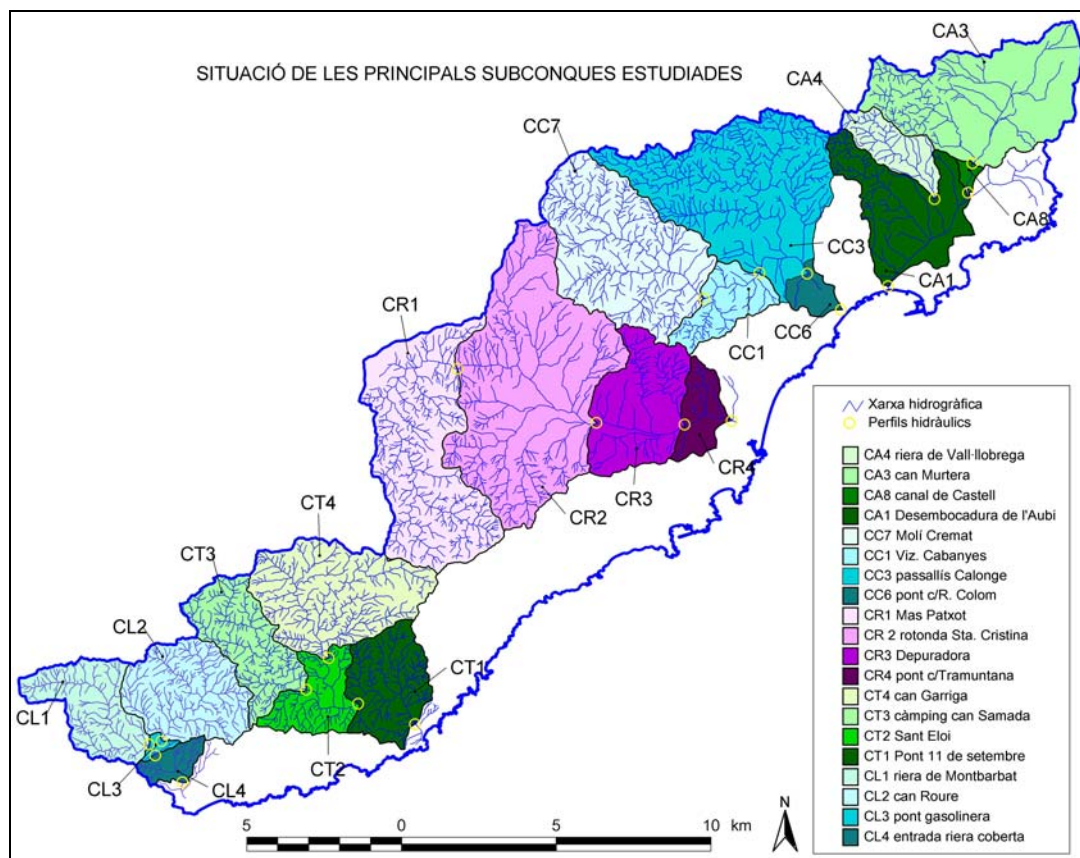 SITUACIÓ DE LES PRINCIPALS SUBCONQUES ESTUDIADES
CA3
CA4
CC7
CA8
CC3
CA1
CR1
CC6
CC1
CR4
CR3
CR2
CT4
CT3
CL2
CT1
CL1
CT2
CL3
CL4
Xarxa hidrogràfica
Perfils hidràulics
CA4 riera de Vall·llobrega
CA3 can Murtera
CA8 canal de Castell
CA1 Desembocadura de l'Aubi
CC7 Molí Cremat
CC1 Viz. Cabanyes
CC3 passallís Calonge
CC6 pont c/R. Colom
CR1 Mas Patxot
CR 2 rotonda Sta. Cristina
CR3 Depuradora
CR4 pont c/Tramuntana
CT4 can Garriga
CT3 càmping can Samada
CT2 Sant Eloi
CT1 Pont 11 de setembre
CL1 riera de Montbarbat
CL2 can Roure
CL3 pont gasolinera
CL4 entrada riera coberta
5 0 5 10 km
N